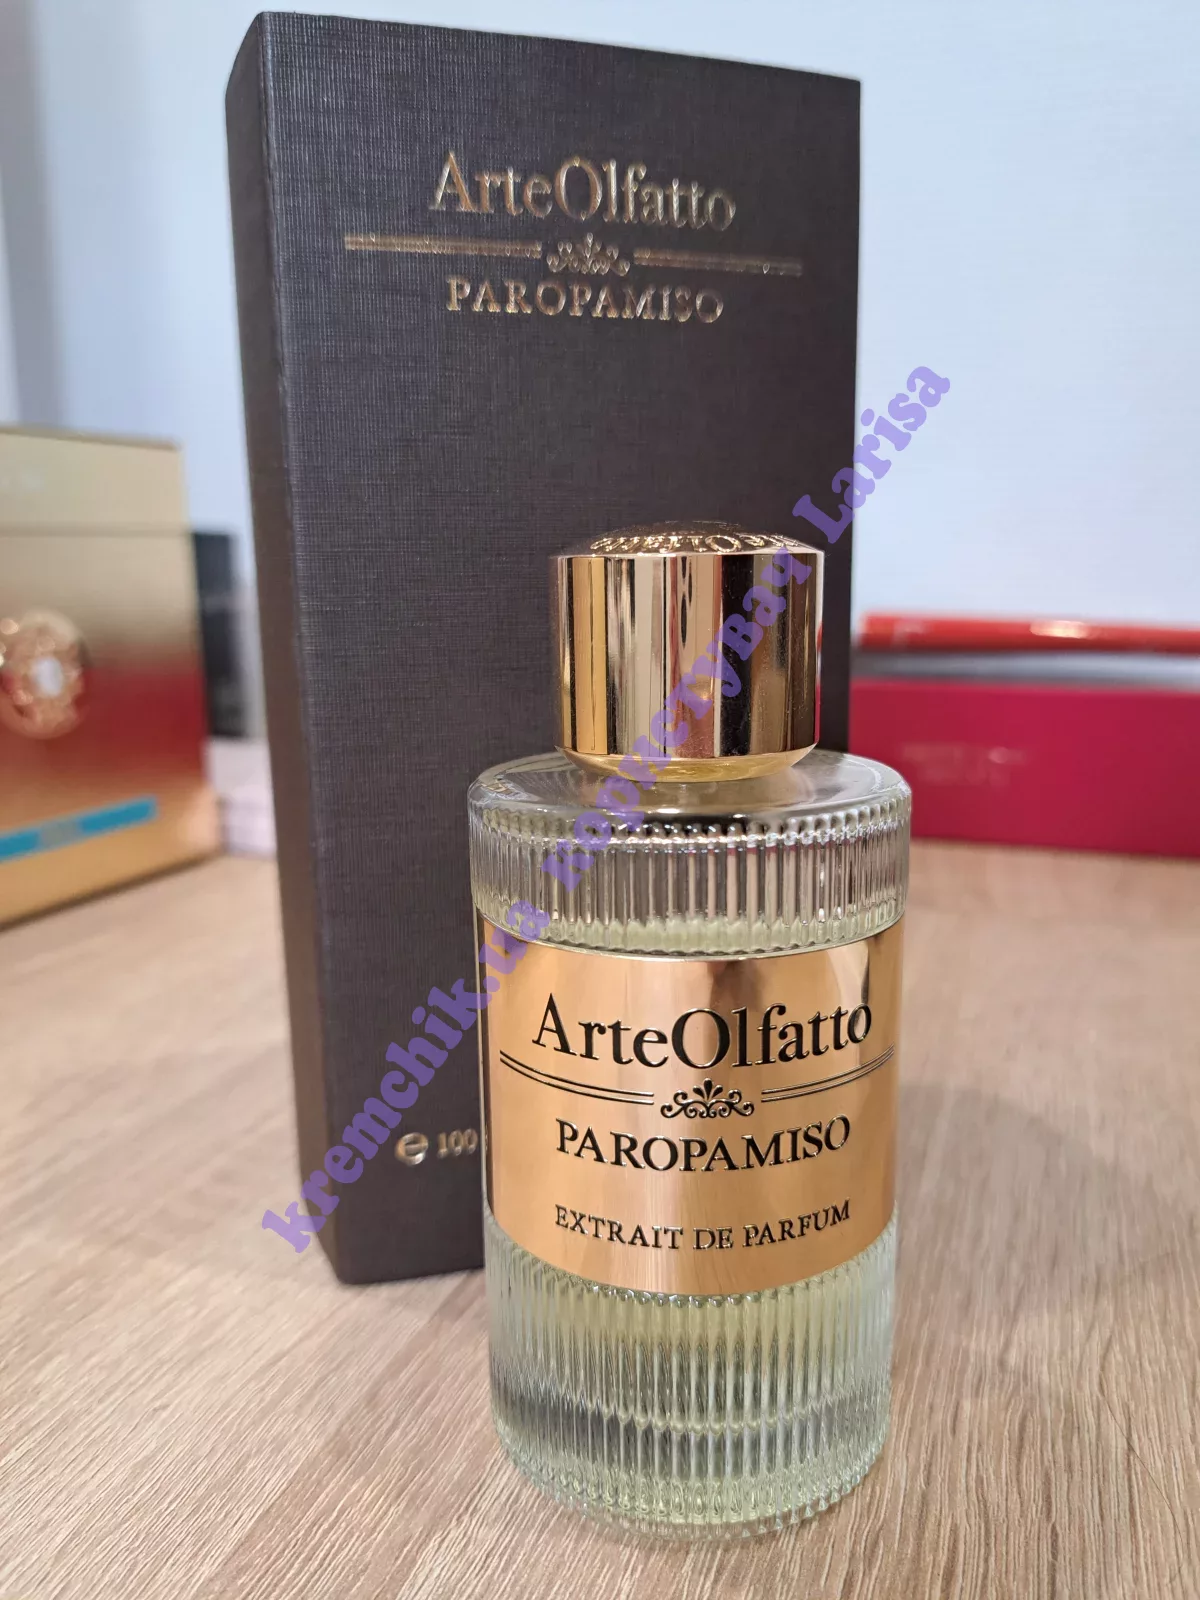 ArteOlfatto
PAROPAMISO
℮ 100
ArteOlfatto
PAROPAMISO
EXTRAIT DE PARFUM
kremchik.ua користувач Larisa